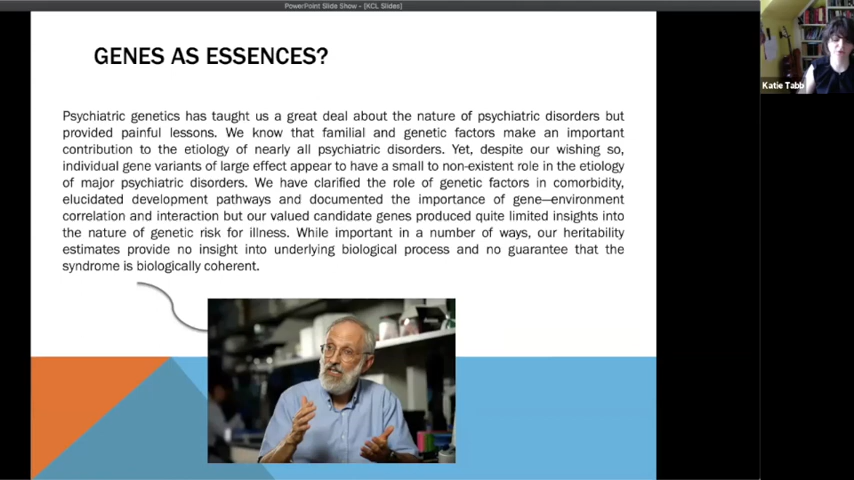 PowerPoint Slide Show - [KCL Slides]
GENES AS ESSENCES?
Psychiatric genetics has taught us a great deal about the nature of psychiatric disorders but
provided painful lessons. We know that familial and genetic factors make an important
contribution to the etiology of nearly all psychiatric disorders. Yet, despite our wishing so,
individual gene variants of large effect appear to have a small to non-existent role in the etiology
of major psychiatric disorders. We have clarified the role of genetic factors in comorbidity,
elucidated development pathways and documented the importance of gene—environment
correlation and interaction but our valued candidate genes produced quite limited insights into
the nature of genetic risk for illness. While important in a number of ways, our heritability
estimates provide no insight into underlying biological process and no guarantee that the
syndrome is biologically coherent.
Katie Tabb